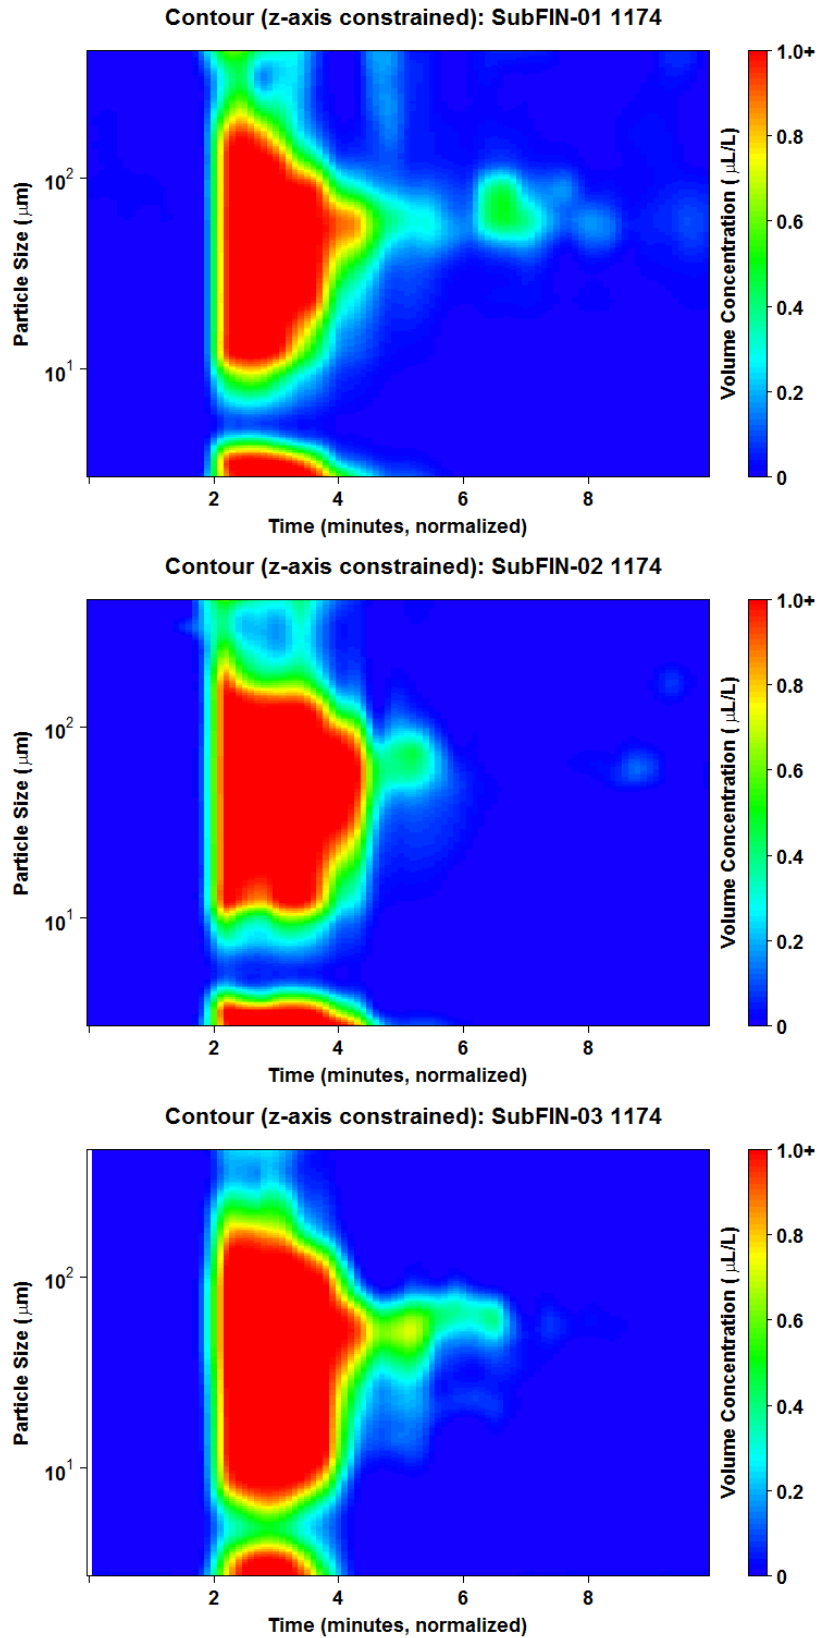 Contour (z-axis constrained): SubFIN-01 1174
Particle Size (μm)
10²
10¹
2 4 6 8
Time (minutes, normalized)
1.0+
0.8
0.6
0.4
0.2
0
Volume Concentration ( μL/L)
Contour (z-axis constrained): SubFIN-02 1174
Particle Size (μm)
10²
10¹
2 4 6 8
Time (minutes, normalized)
1.0+
0.8
0.6
0.4
0.2
0
Volume Concentration ( μL/L)
Contour (z-axis constrained): SubFIN-03 1174
Particle Size (μm)
10²
10¹
2 4 6 8
Time (minutes, normalized)
1.0+
0.8
0.6
0.4
0.2
0
Volume Concentration ( μL/L)